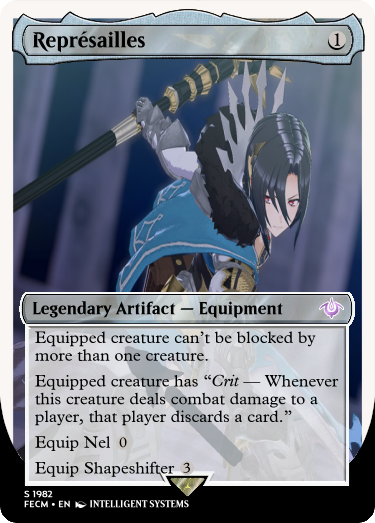 Représailles 1
Legendary Artifact — Equipment
Equipped creature can't be blocked by
more than one creature.
Equipped creature has “Crit — Whenever
this creature deals combat damage to a
player, that player discards a card.”
Equip Nel 0
Equip Shapeshifter 3
S 1982
FECM • EN INTELLIGENT SYSTEMS